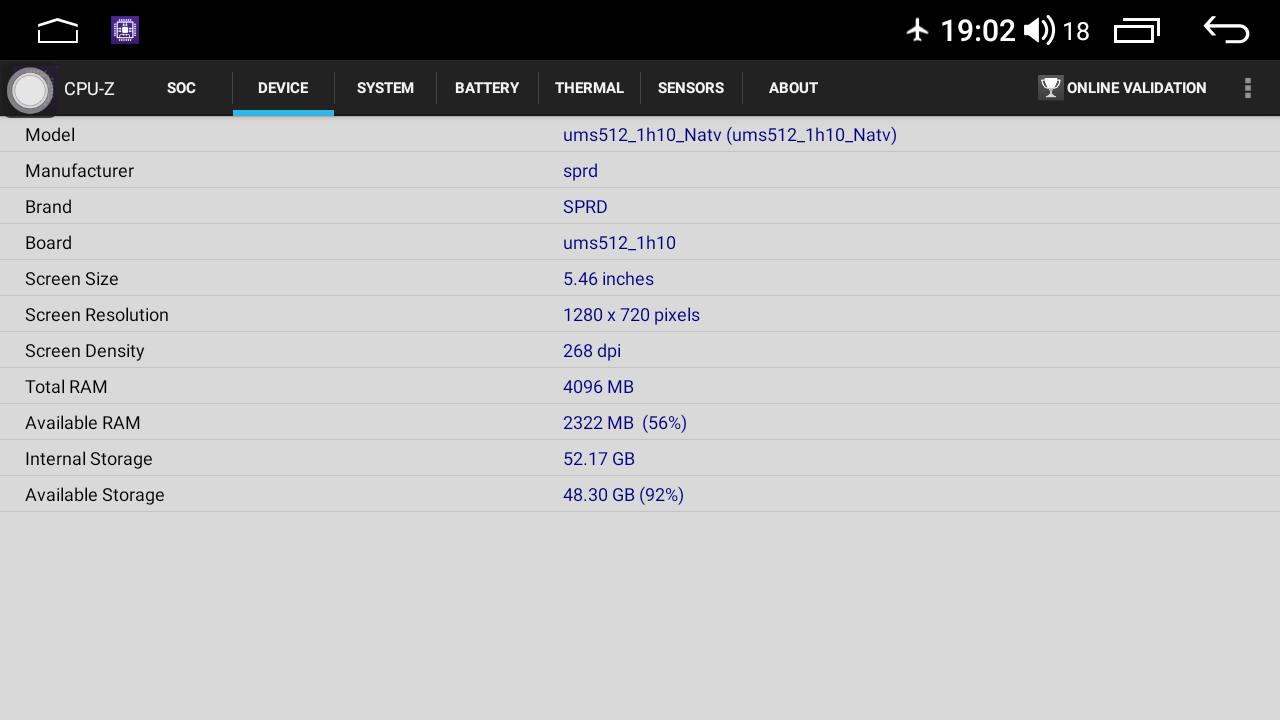 19:02 18
CPU-Z SOC DEVICE SYSTEM BATTERY THERMAL SENSORS ABOUT ONLINE VALIDATION
Model ums512_1h10_Natv (ums512_1h10_Natv)
Manufacturer sprd
Brand SPRD
Board ums512_1h10
Screen Size 5.46 inches
Screen Resolution 1280 x 720 pixels
Screen Density 268 dpi
Total RAM 4096 MB
Available RAM 2322 MB (56%)
Internal Storage 52.17 GB
Available Storage 48.30 GB (92%)